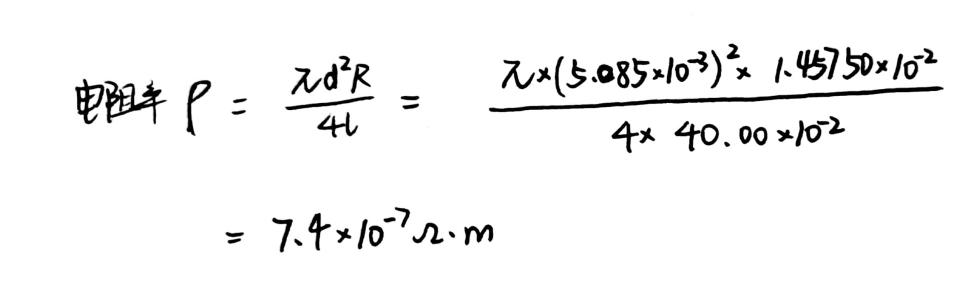 电阻率 ρ = πd²R / 4l = π×(5.085×10⁻³)²× 1.45750×10⁻² / 4× 40.00×10⁻²
= 7.4×10⁻⁷Ω·m